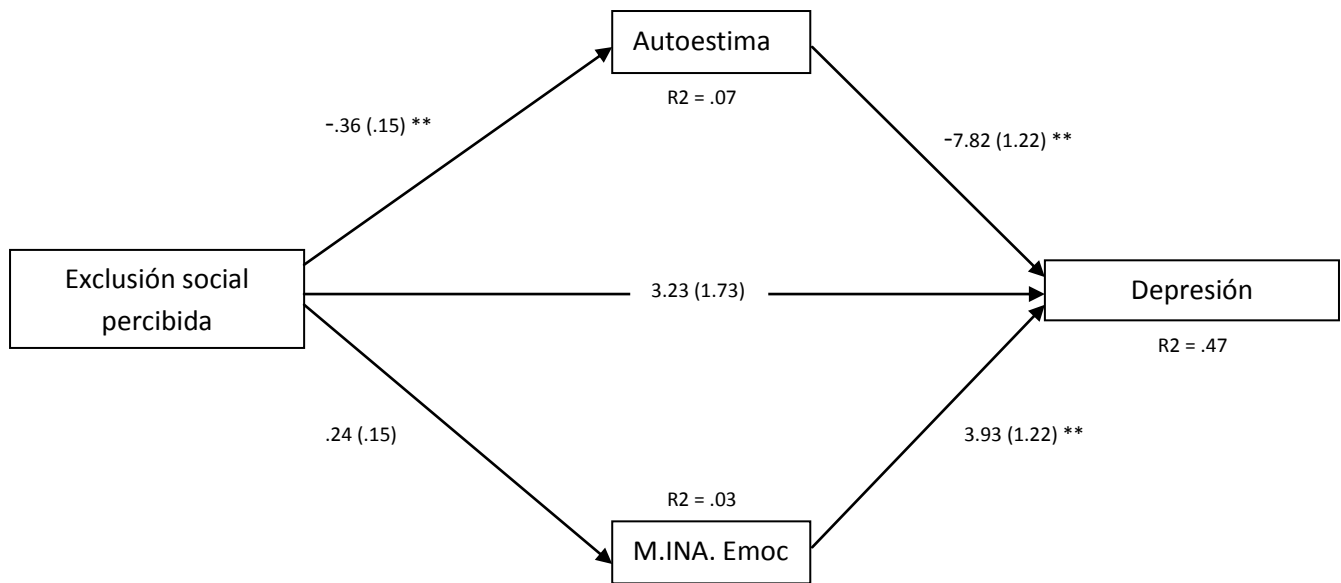 Autoestima
R2 = .07
-.36 (.15) **
-7.82 (1.22) **
Exclusión social
percibida
3.23 (1.73)
Depresión
R2 = .47
.24 (.15)
3.93 (1.22) **
R2 = .03
M.INA. Emoc